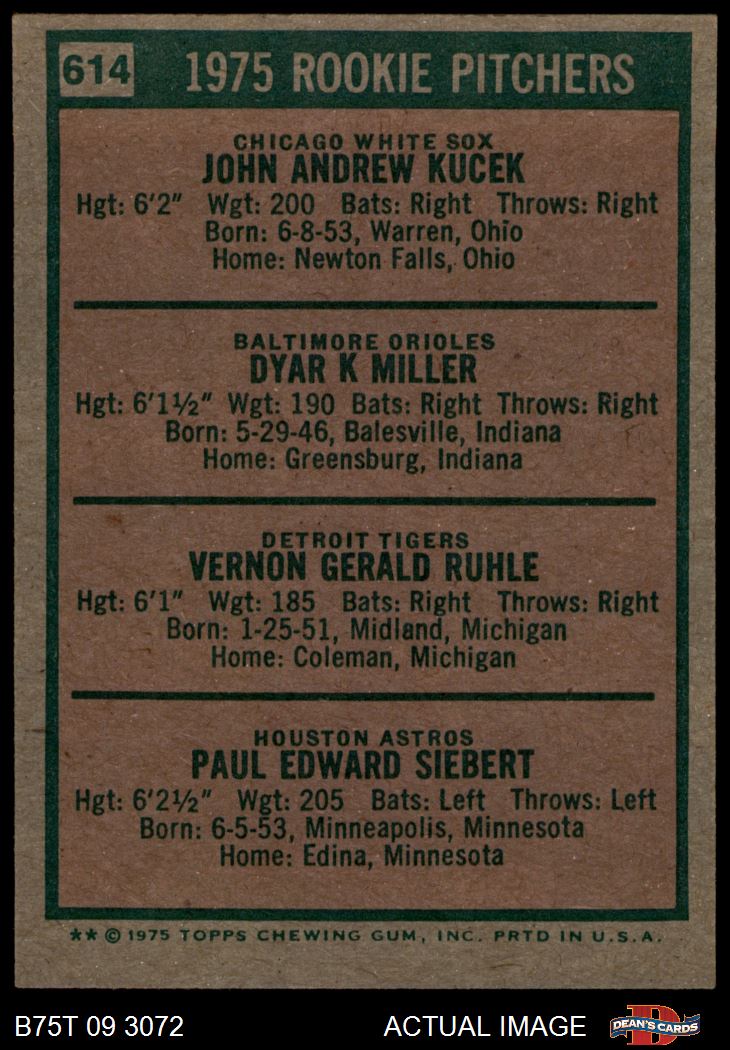 614 1975 ROOKIE PITCHERS
CHICAGO WHITE SOX
JOHN ANDREW KUCEK
Hgt: 6'2" Wgt: 200 Bats: Right Throws: Right
Born: 6-8-53, Warren, Ohio
Home: Newton Falls, Ohio
BALTIMORE ORIOLES
DYAR K MILLER
Hgt: 6'1½" Wgt: 190 Bats: Right Throws: Right
Born: 5-29-46, Balesville, Indiana
Home: Greensburg, Indiana
DETROIT TIGERS
VERNON GERALD RUHLE
Hgt: 6'1" Wgt: 185 Bats: Right Throws: Right
Born: 1-25-51, Midland, Michigan
Home: Coleman, Michigan
HOUSTON ASTROS
PAUL EDWARD SIEBERT
Hgt: 6'2½" Wgt: 205 Bats: Left Throws: Left
Born: 6-5-53, Minneapolis, Minnesota
Home: Edina, Minnesota
** © 1975 TOPPS CHEWING GUM, INC. PRTD IN U.S.A.
B75T 09 3072 ACTUAL IMAGE D DEAN'S CARDS